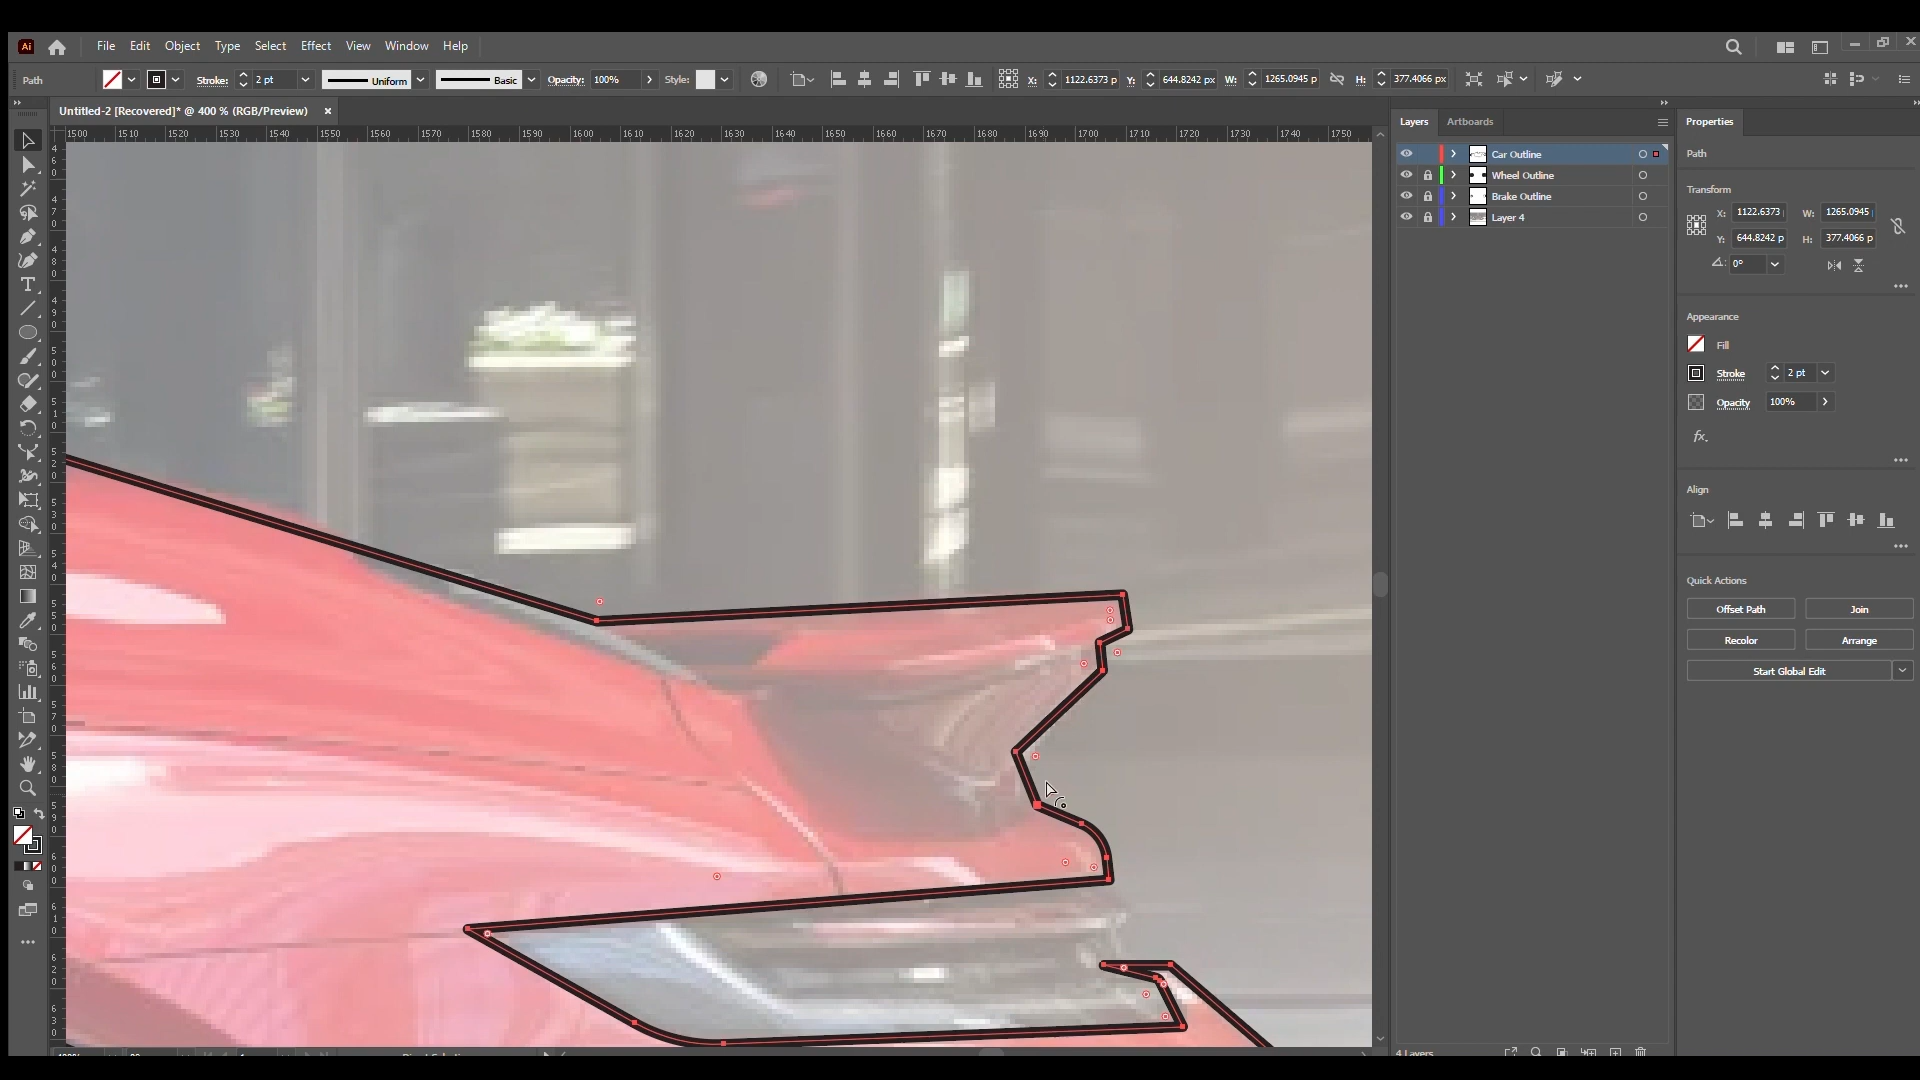 Ai File Edit Object Type Select Effect View Window Help
Path Stroke: 2 pt Uniform Basic Opacity: 100% Style: X: 1122.6373 p Y: 644.8242 px W: 1265.0945 p H: 377.4066 px
Untitled-2 [Recovered]* @ 400 % (RGB/Preview) ×
1500 1510 1520 1530 1540 1550 1560 1570 1580 1590 1600 1610 1620 1630 1640 1650 1660 1670 1680 1690 1700 1710 1720 1730 1740 1750
Layers Artboards
Car Outline
Wheel Outline
Brake Outline
Layer 4
4 Layers
Properties
Path
Transform
X: 1122.6373 W: 1265.0945
Y: 644.8242 p H: 377.4066 p
0°
Appearance
Fill
Stroke 2 pt
Opacity 100%
fx.
Align
Quick Actions
Offset Path Join
Recolor Arrange
Start Global Edit